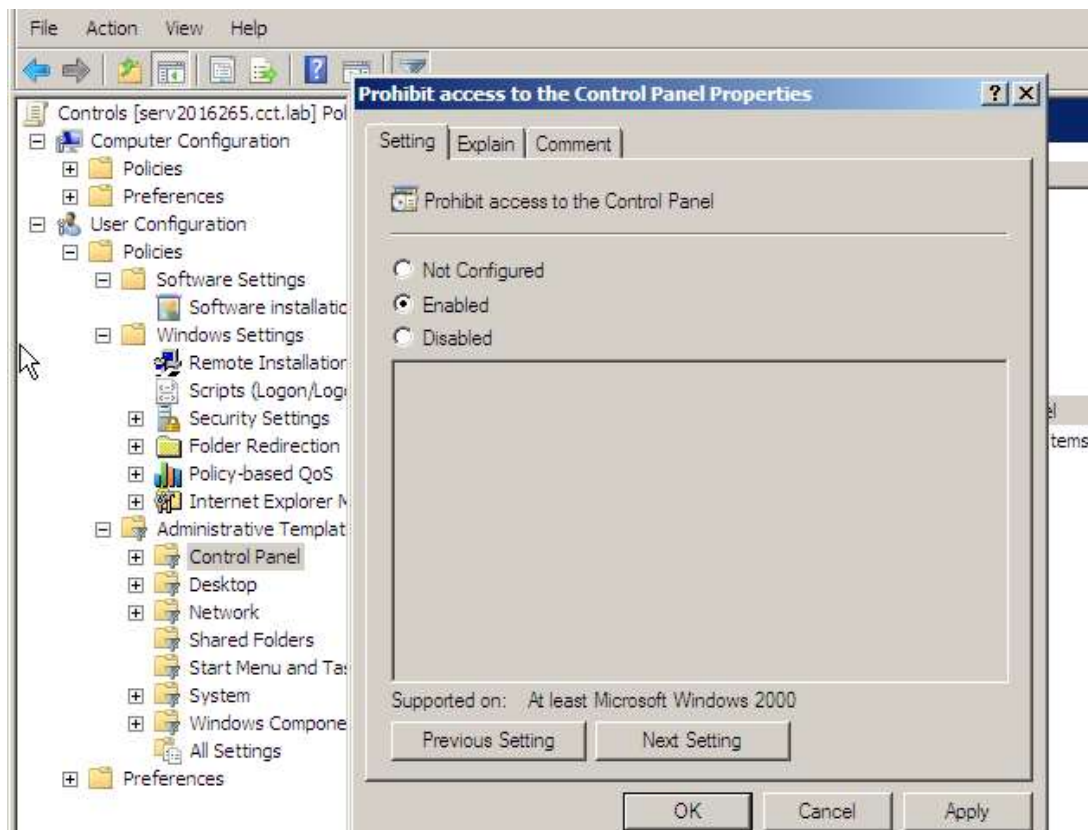 File Action View Help
Prohibit access to the Control Panel Properties
Controls [serv2016265.cct.lab] Pol
Computer Configuration
Policies
Preferences
User Configuration
Policies
Software Settings
Software installatio
Windows Settings
Remote Installation
Scripts (Logon/Log
Security Settings
Folder Redirection
Policy-based QoS
Internet Explorer M
Administrative Templat
Control Panel
Desktop
Network
Shared Folders
Start Menu and Tas
System
Windows Compone
All Settings
Preferences
Setting Explain Comment
Prohibit access to the Control Panel
Not Configured
Enabled
Disabled
Supported on: At least Microsoft Windows 2000
Previous Setting Next Setting
OK Cancel Apply
el
tems